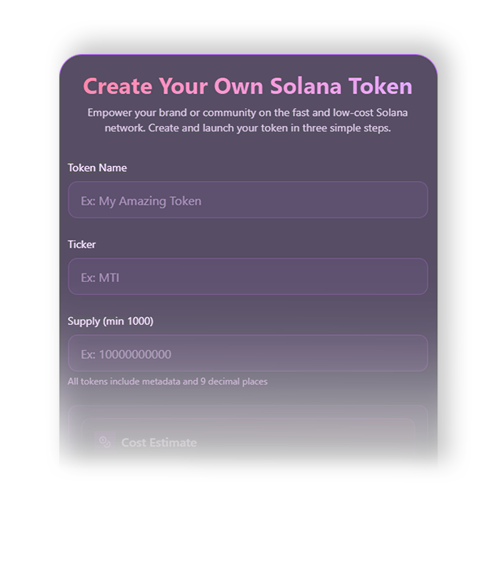 Create Your Own Solana Token
Empower your brand or community on the fast and low-cost Solana
network. Create and launch your token in three simple steps.
Token Name
Ex: My Amazing Token
Ticker
Ex: MTI
Supply (min 1000)
Ex: 10000000000
All tokens include metadata and 9 decimal places
Cost Estimate